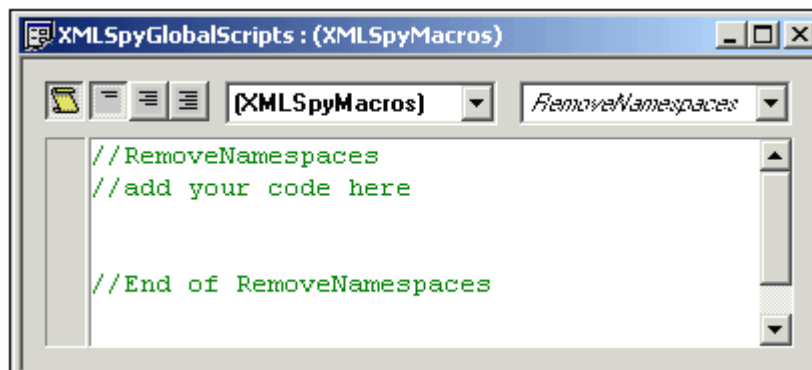 XMLSpyGlobalScripts : (XMLSpyMacros)
(XMLSpyMacros) RemoveNamespaces
//RemoveNamespaces
//add your code here
//End of RemoveNamespaces